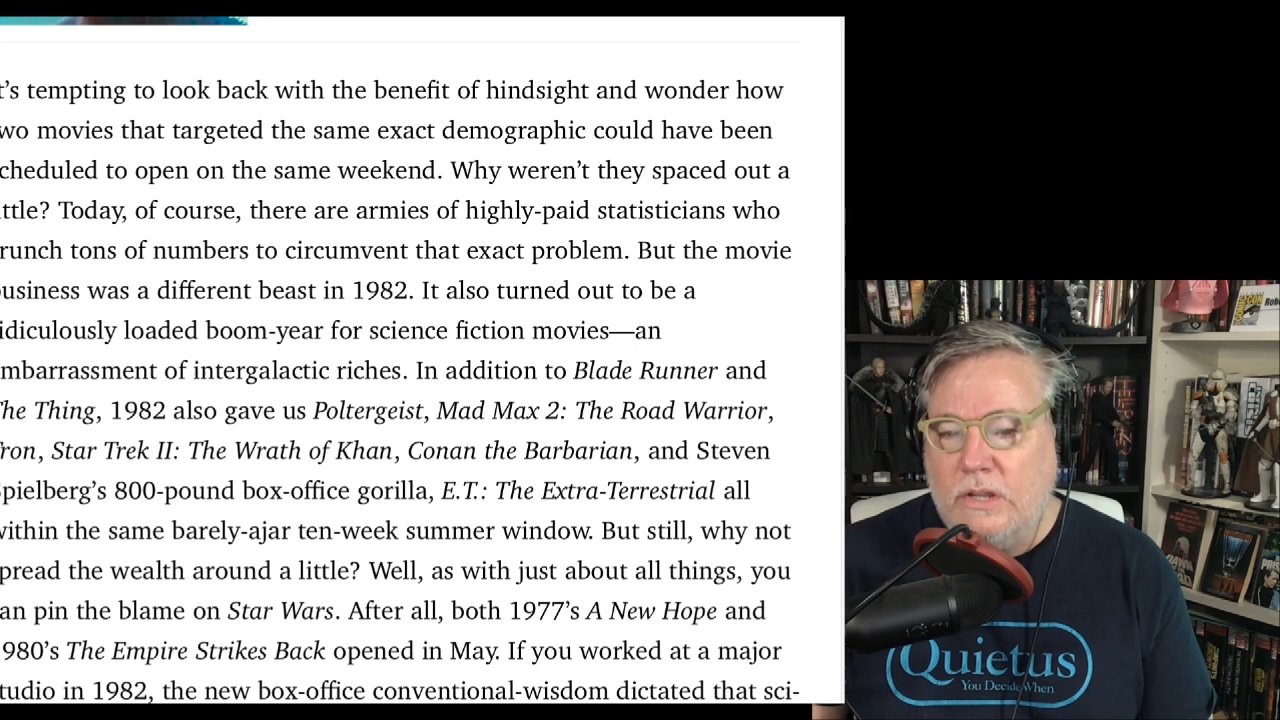 t's tempting to look back with the benefit of hindsight and wonder how
wo movies that targeted the same exact demographic could have been
cheduled to open on the same weekend. Why weren't they spaced out a
ittle? Today, of course, there are armies of highly-paid statisticians who
runch tons of numbers to circumvent that exact problem. But the movie
usiness was a different beast in 1982. It also turned out to be a
idiculously loaded boom-year for science fiction movies—an
mbarrassment of intergalactic riches. In addition to Blade Runner and
he Thing, 1982 also gave us Poltergeist, Mad Max 2: The Road Warrior,
ron, Star Trek II: The Wrath of Khan, Conan the Barbarian, and Steven
pielberg's 800-pound box-office gorilla, E.T.: The Extra-Terrestrial all
within the same barely-ajar ten-week summer window. But still, why not
pread the wealth around a little? Well, as with just about all things, you
an pin the blame on Star Wars. After all, both 1977's A New Hope and
980's The Empire Strikes Back opened in May. If you worked at a major
tudio in 1982, the new box-office conventional-wisdom dictated that sci-
Quietus
You Decide When